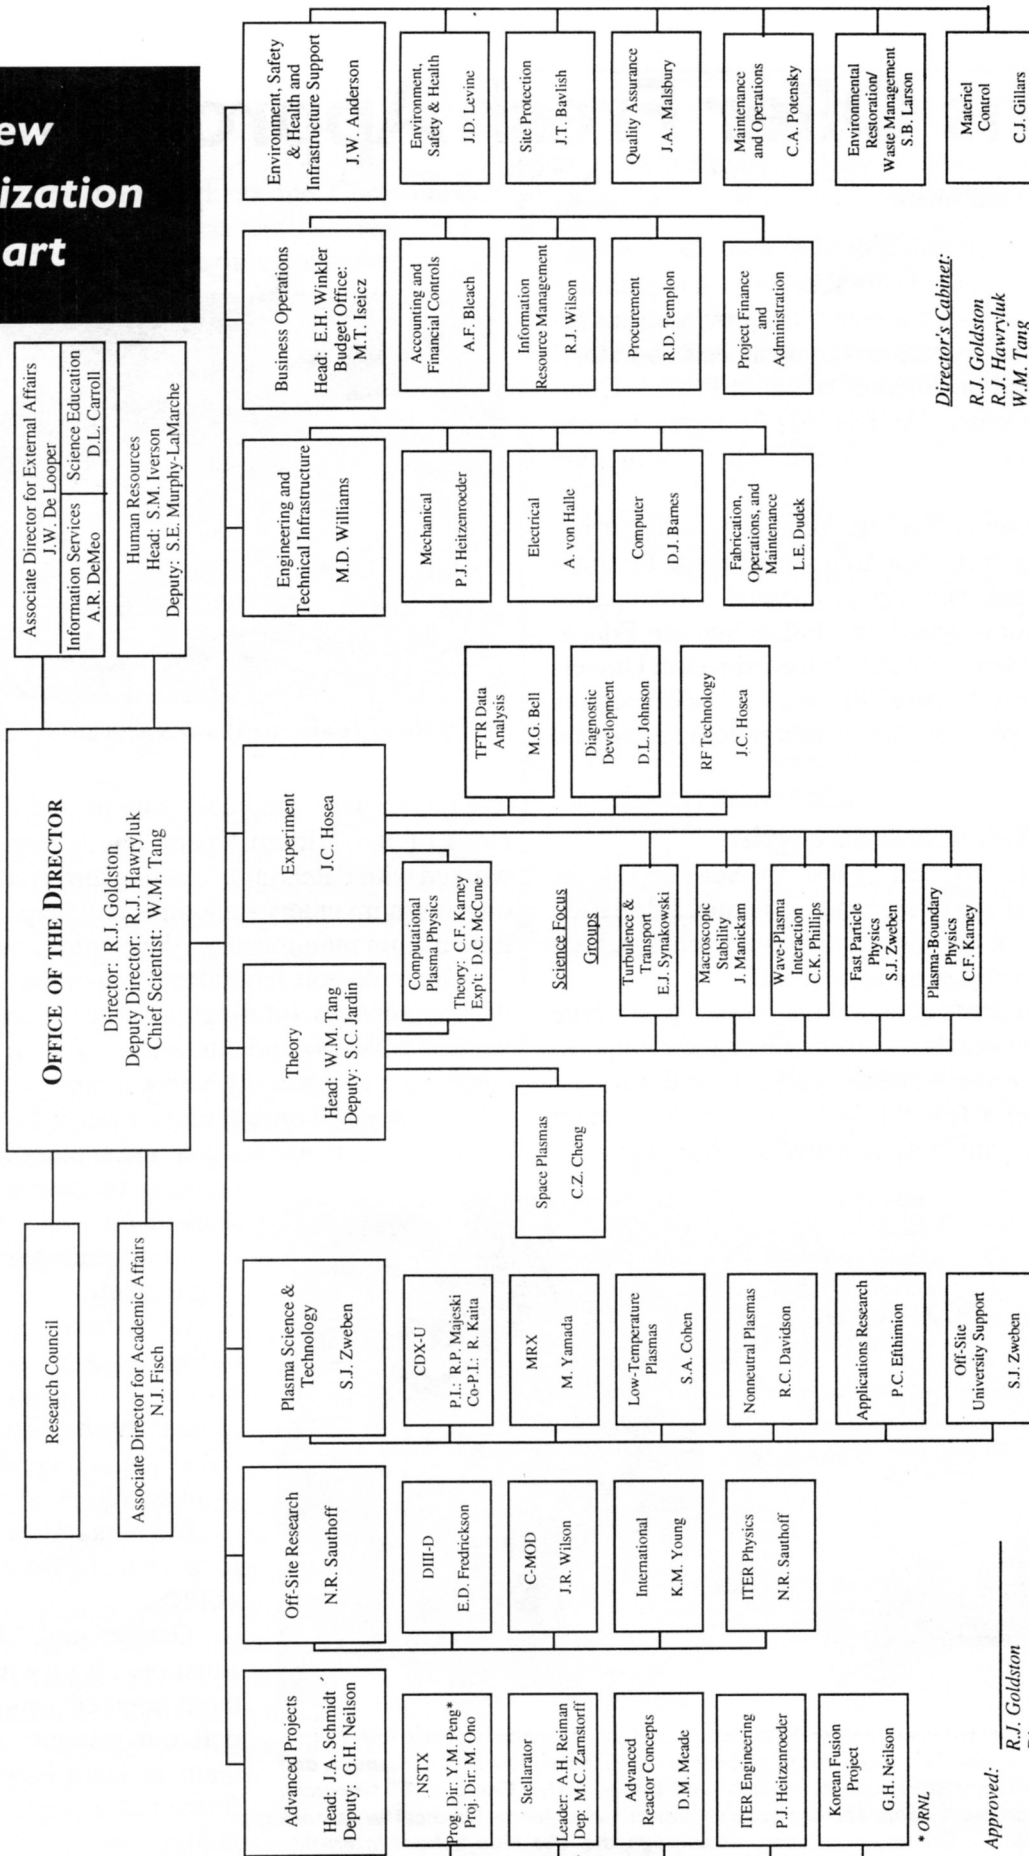 ew
ization
art
OFFICE OF THE DIRECTOR
Director: R.J. Goldston
Deputy Director: R.J. Hawryluk
Chief Scientist: W.M. Tang
Research Council
Associate Director for Academic Affairs
N.J. Fisch
Associate Director for External Affairs
J.W. De Looper
Information Services
A.R. DeMeo
Science Education
D.L. Carroll
Human Resources
Head: S.M. Iverson
Deputy: S.E. Murphy-LaMarche
Advanced Projects
Head: J.A. Schmidt
Deputy: G.H. Neilson
NSTX
Prog. Dir: Y.M. Peng*
Proj. Dir: M. Ono
Stellarator
Leader: A.H. Reiman
Dep: M.C. Zarnstorff
Advanced
Reactor Concepts
D.M. Meade
ITER Engineering
P.J. Heitzenroeder
Korean Fusion
Project
G.H. Neilson
* ORNL
Off-Site Research
N.R. Sauthoff
DIII-D
E.D. Fredrickson
C-MOD
J.R. Wilson
International
K.M. Young
ITER Physics
N.R. Sauthoff
Plasma Science &
Technology
S.J. Zweben
CDX-U
P.I.: R.P. Majeski
Co-P.I.: R. Kaita
MRX
M. Yamada
Low-Temperature
Plasmas
S.A. Cohen
Nonneutral Plasmas
R.C. Davidson
Applications Research
P.C. Efthimion
Off-Site
University Support
S.J. Zweben
Theory
Head: W.M. Tang
Deputy: S.C. Jardin
Space Plasmas
C.Z. Cheng
Experiment
J.C. Hosea
Computational
Plasma Physics
Theory: C.F. Karney
Exp't: D.C. McCune
Science Focus
Groups
Turbulence &
Transport
E.J. Synakowski
Macroscopic
Stability
J. Manickam
Wave-Plasma
Interaction
C.K. Phillips
Fast Particle
Physics
S.J. Zweben
Plasma-Boundary
Physics
C.F. Karney
TFTR Data
Analysis
M.G. Bell
Diagnostic
Development
D.L. Johnson
RF Technology
J.C. Hosea
Engineering and
Technical Infrastructure
M.D. Williams
Mechanical
P.J. Heitzenroeder
Electrical
A. von Halle
Computer
D.J. Barnes
Fabrication,
Operations, and
Maintenance
L.E. Dudek
Business Operations
Head: E.H. Winkler
Budget Office:
M.T. Iseicz
Accounting and
Financial Controls
A.F. Bleach
Information
Resource Management
R.J. Wilson
Procurement
R.D. Templon
Project Finance
and
Administration
Environment, Safety
& Health and
Infrastructure Support
J.W. Anderson
Environment,
Safety & Health
J.D. Levine
Site Protection
J.T. Bavlish
Quality Assurance
J.A. Malsbury
Maintenance
and Operations
C.A. Potensky
Environmental
Restoration/
Waste Management
S.B. Larson
Materiel
Control
C.J. Gillars
Director's Cabinet:
R.J. Goldston
R.J. Hawryluk
W.M. Tang
Approved:
R.J. Goldston